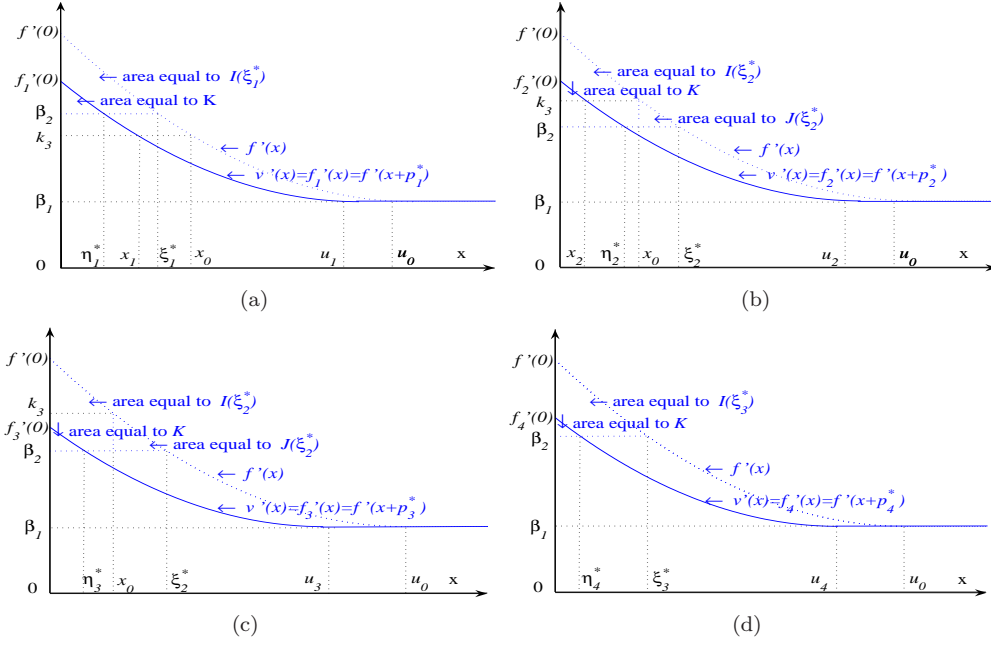 f'(0)
← area equal to I(ξ₁*)
f₁'(0)
← area equal to K
β₂
k₃
← f'(x)
← v'(x)=f₁'(x)=f'(x+p₁*)
β₁
0 η₁* x₁ ξ₁* x₀ u₁ u₀ x
(a)
f'(0)
← area equal to I(ξ₂*)
f₂'(0)
↓ area equal to K
k₃
← area equal to J(ξ₂*)
β₂
← f'(x)
← v'(x)=f₂'(x)=f'(x+p₂*)
β₁
0 x₂ η₂* x₀ ξ₂* u₂ u₀ x
(b)
f'(0)
← area equal to I(ξ₂*)
k₃
f₃'(0)
↓ area equal to K
← area equal to J(ξ₂*)
β₂
← f'(x)
← v'(x)=f₃'(x)=f'(x+p₃*)
β₁
0 η₃* x₀ ξ₂* u₃ u₀ x
(c)
f'(0)
← area equal to I(ξ₃*)
f₄'(0)
↓ area equal to K
β₂
← f'(x)
← v'(x)=f₄'(x)=f'(x+p₄*)
β₁
0 η₄* ξ₃* u₄ u₀ x
(d)